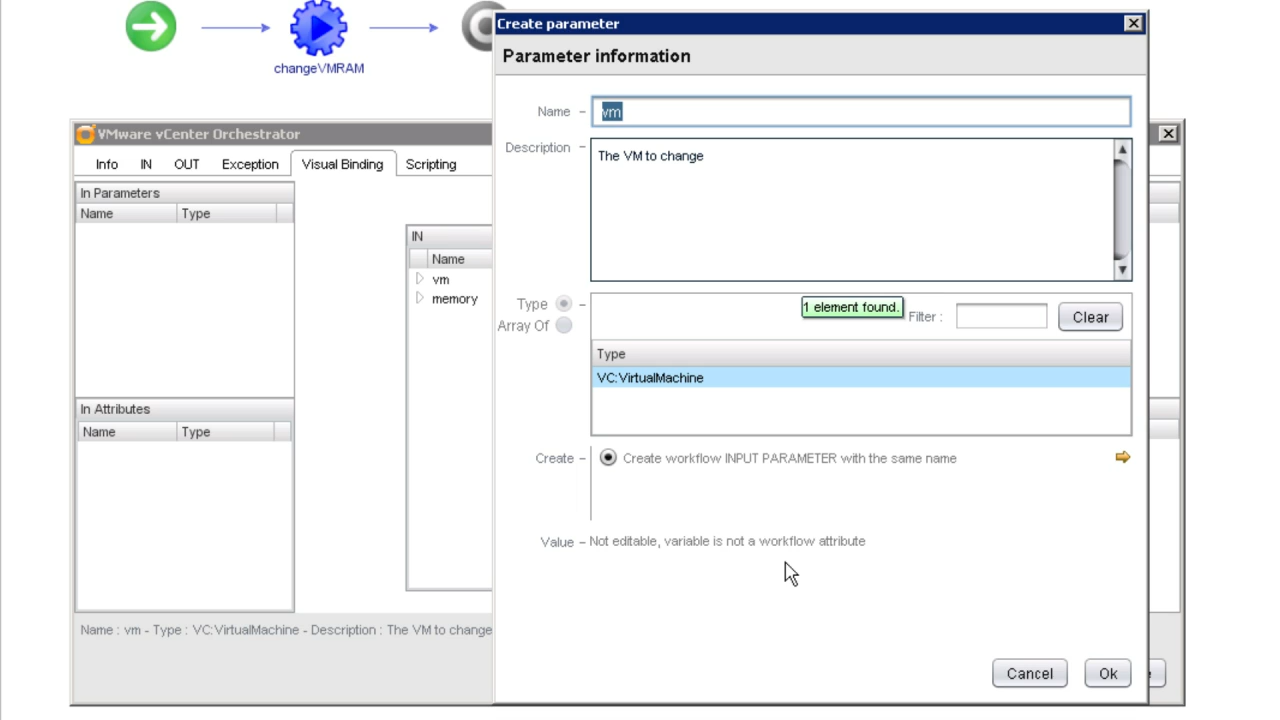 changeVMRAM
VMware vCenter Orchestrator
Info IN OUT Exception Visual Binding Scripting
In Parameters
Name Type
IN
Name
vm
memory
In Attributes
Name Type
Name : vm - Type : VC:VirtualMachine - Description : The VM to change
Create parameter
Parameter information
Name
vm
Description
The VM to change
Type
Array Of
1 element found.
Filter :
Clear
Type
VC:VirtualMachine
Create
Create workflow INPUT PARAMETER with the same name
Value
Not editable, variable is not a workflow attribute
Cancel
Ok